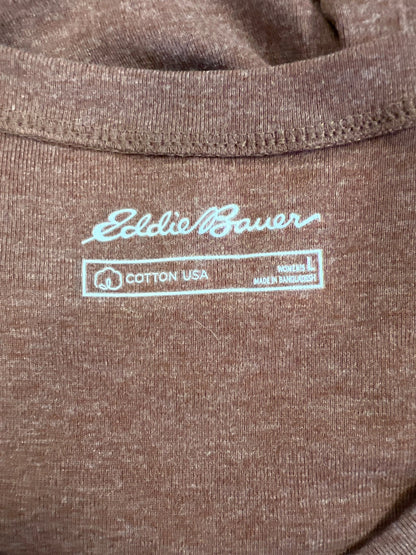 Eddie Bauer
COTTON USA
WOMEN'S L
MADE IN BANGLADESH